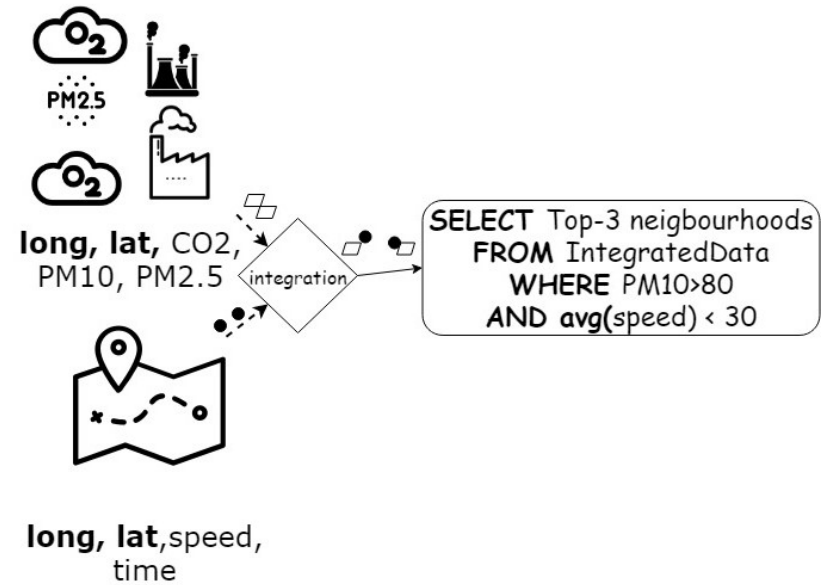 O2
PM2.5
O2
long, lat, CO2,
PM10, PM2.5
integration
SELECT Top-3 neigbourhoods
FROM IntegratedData
WHERE PM10>80
AND avg(speed) < 30
long, lat,speed,
time